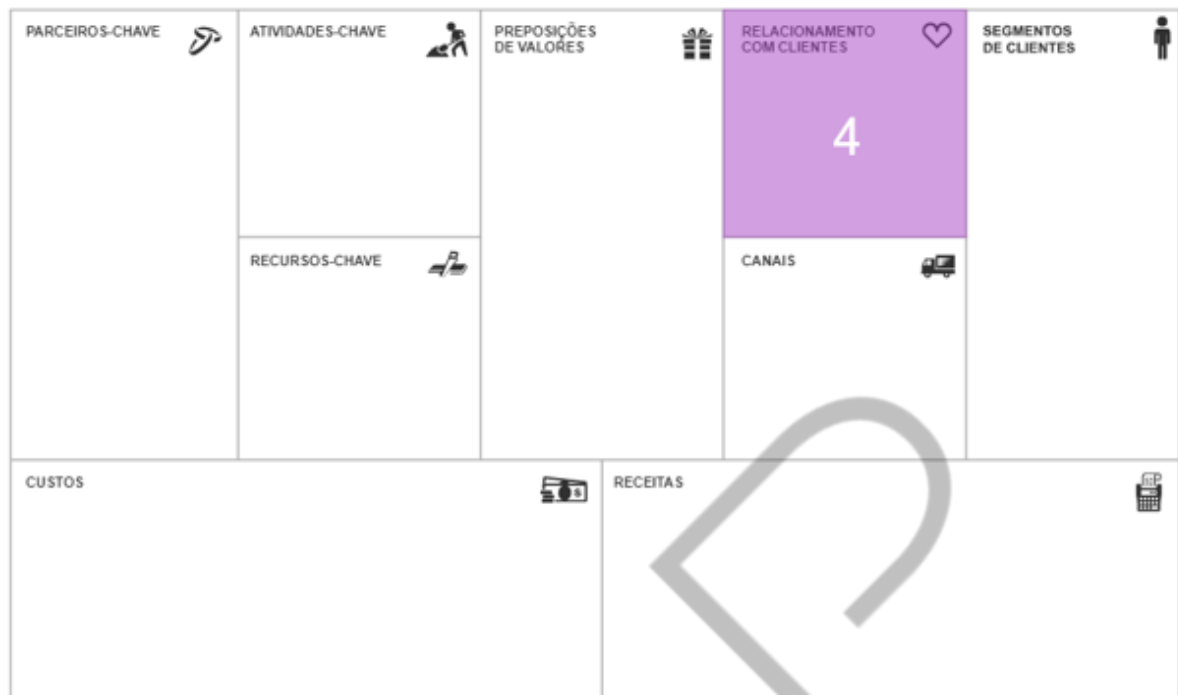 PARCEIROS-CHAVE
ATIVIDADES-CHAVE
PREPOSIÇÕES
DE VALORES
RELACIONAMENTO
COM CLIENTES
4
SEGMENTOS
DE CLIENTES
RECURSOS-CHAVE
CANAIS
CUSTOS
RECEITAS